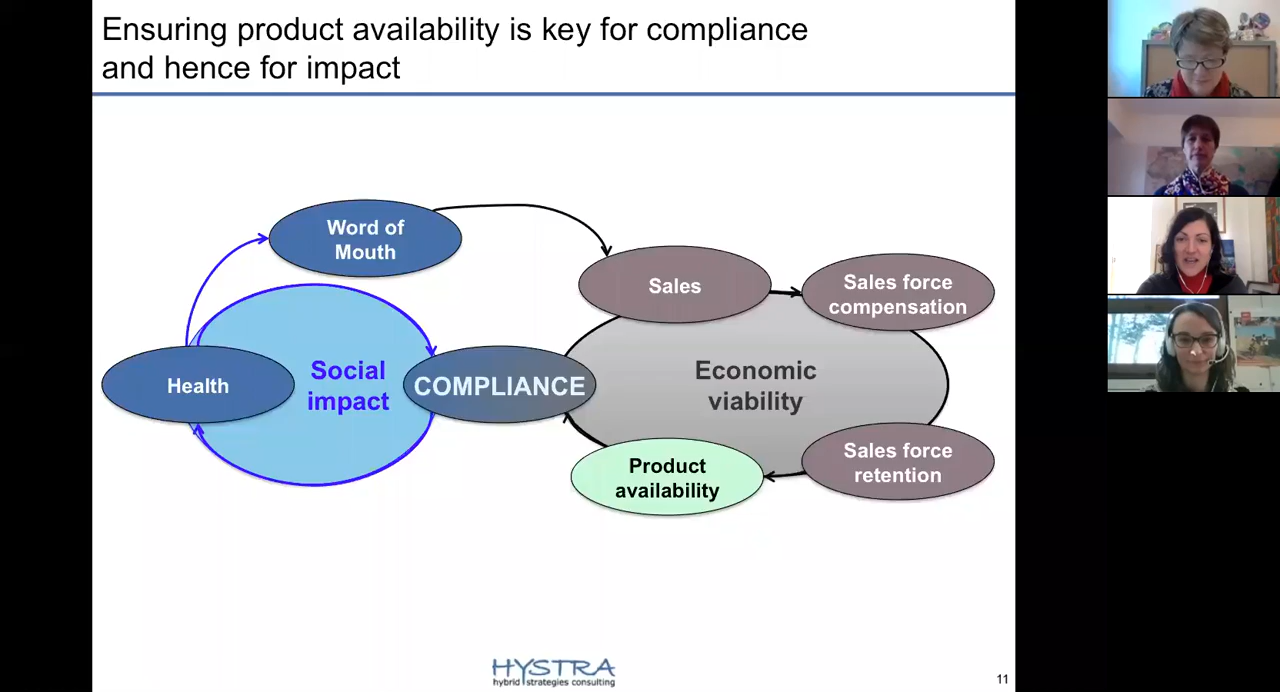 Ensuring product availability is key for compliance
and hence for impact
Word of
Mouth
Sales
Sales force
compensation
Health
Social
impact
COMPLIANCE
Economic
viability
Product
availability
Sales force
retention
HYSTRA
hybrid strategies consulting
11